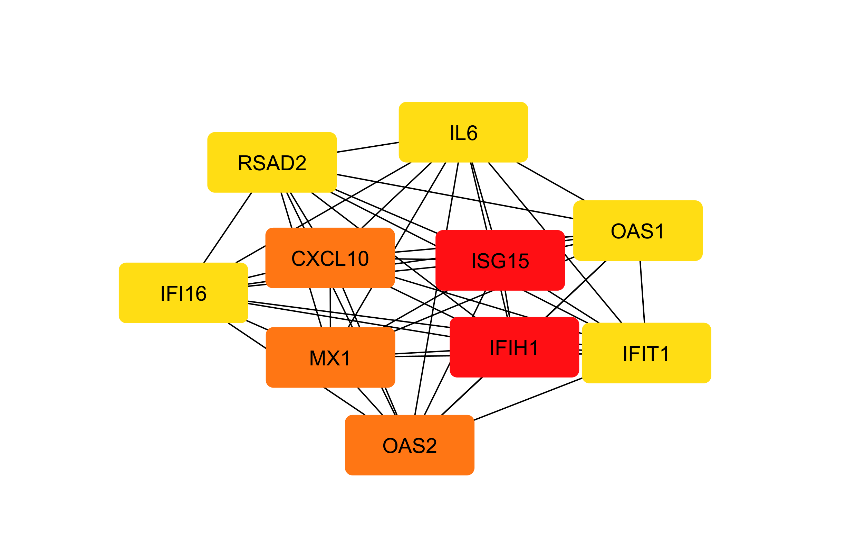 IL6
RSAD2
OAS1
CXCL10
ISG15
IFI16
IFIH1
IFIT1
MX1
OAS2